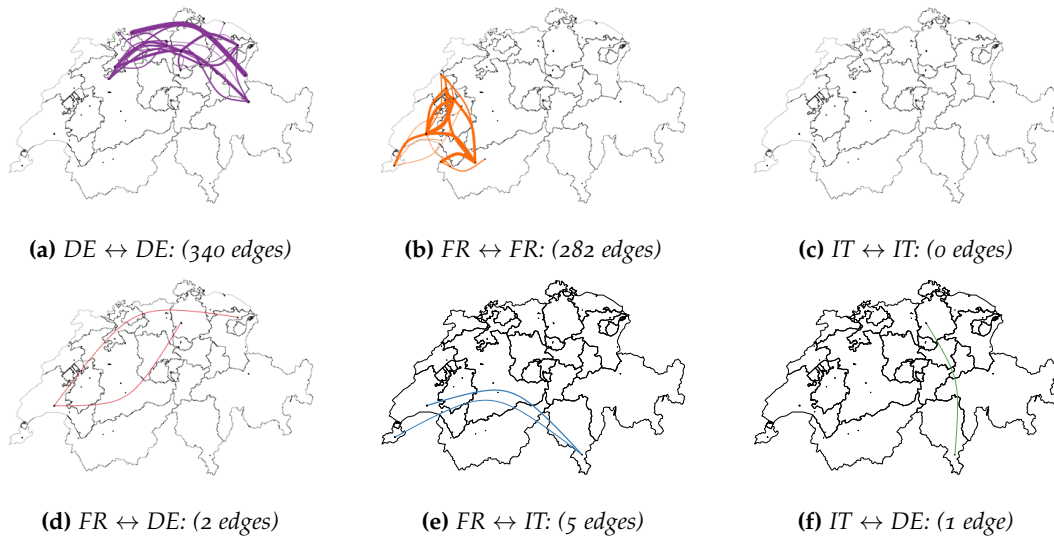 (a) DE ↔ DE: (340 edges)
(b) FR ↔ FR: (282 edges)
(c) IT ↔ IT: (0 edges)
(d) FR ↔ DE: (2 edges)
(e) FR ↔ IT: (5 edges)
(f) IT ↔ DE: (1 edge)